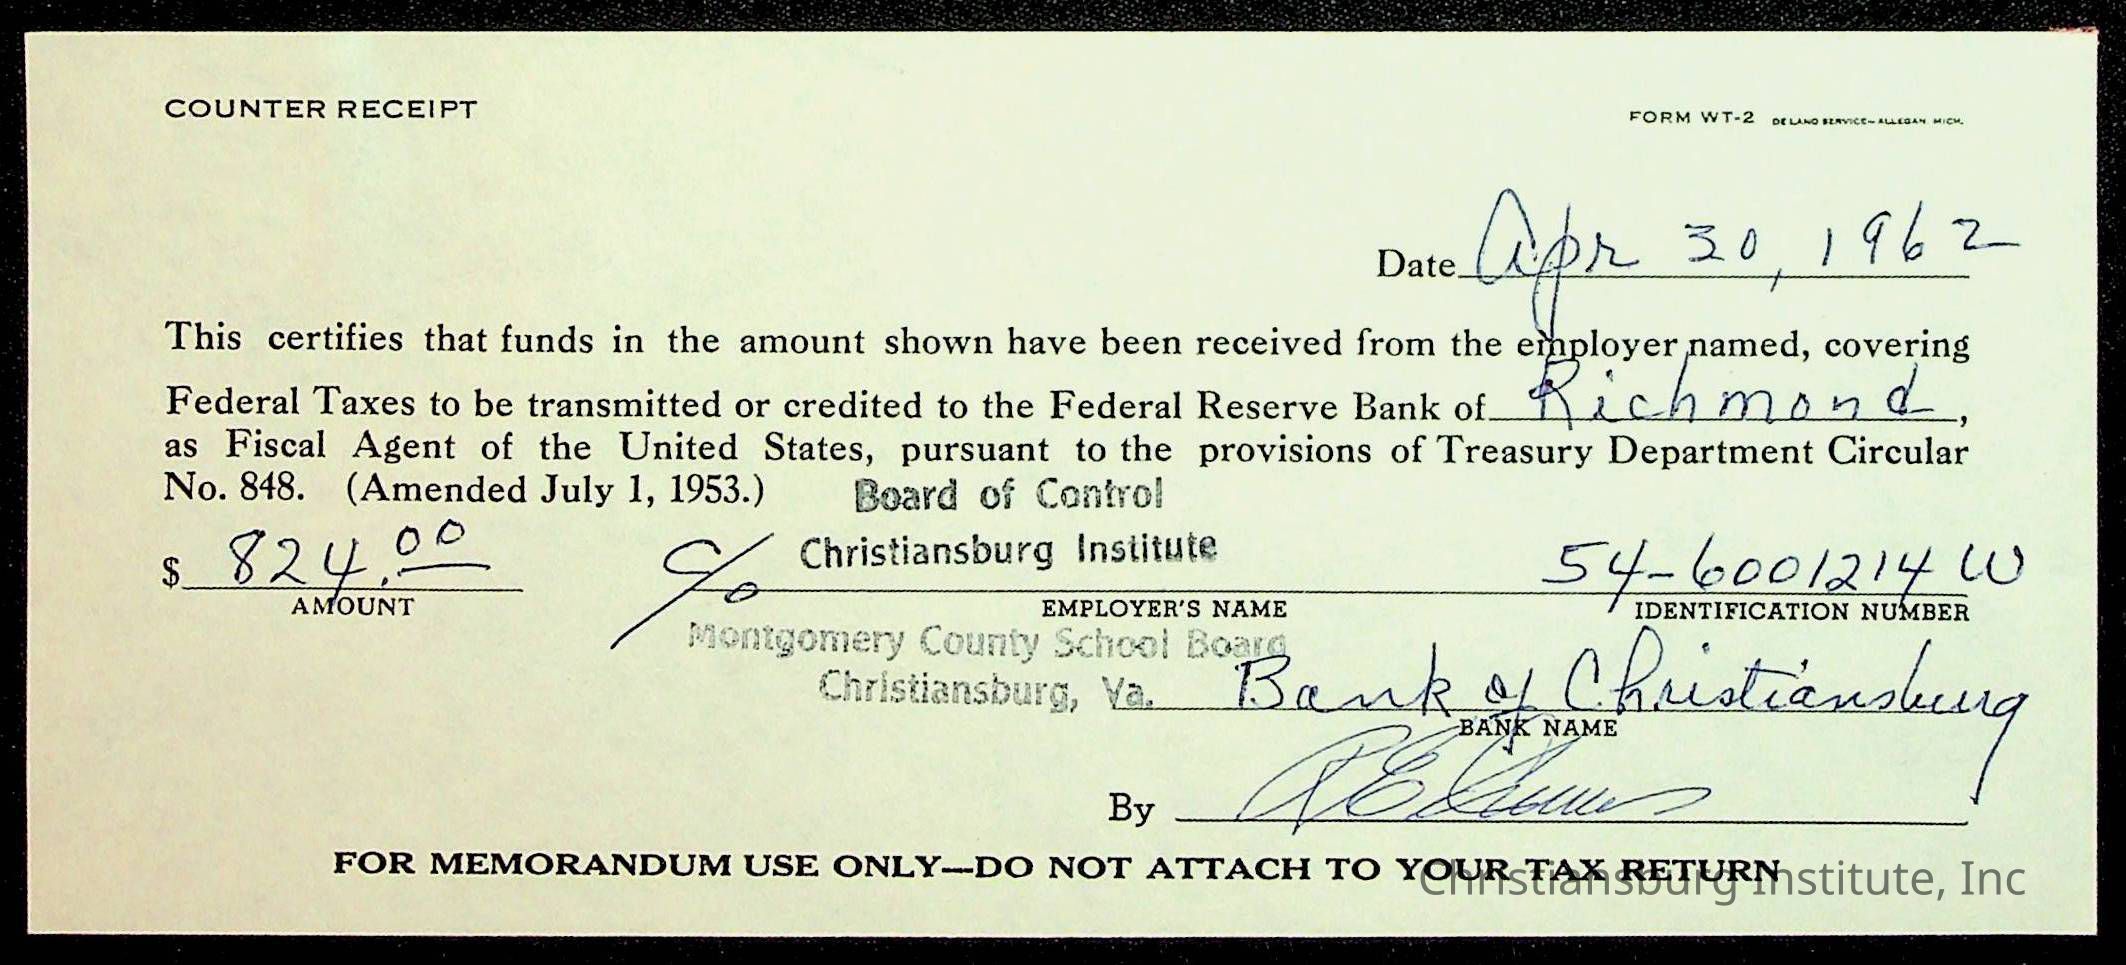 COUNTER RECEIPT
FORM WT-2 DE LANO SERVICE—ALLEGAN. MICH.
Date Apr 30, 1962
This certifies that funds in the amount shown have been received from the employer named, covering
Federal Taxes to be transmitted or credited to the Federal Reserve Bank of Richmond,
as Fiscal Agent of the United States, pursuant to the provisions of Treasury Department Circular
No. 848. (Amended July 1, 1953.)
Board of Control
$ 824.00 c/o Christiansburg Institute 54-6001214 W
AMOUNT EMPLOYER'S NAME IDENTIFICATION NUMBER
Montgomery County School Board
Christiansburg, Va. Bank of Christiansburg
BANK NAME
By R E
FOR MEMORANDUM USE ONLY—DO NOT ATTACH TO YOUR TAX RETURN
Christiansburg Institute, Inc